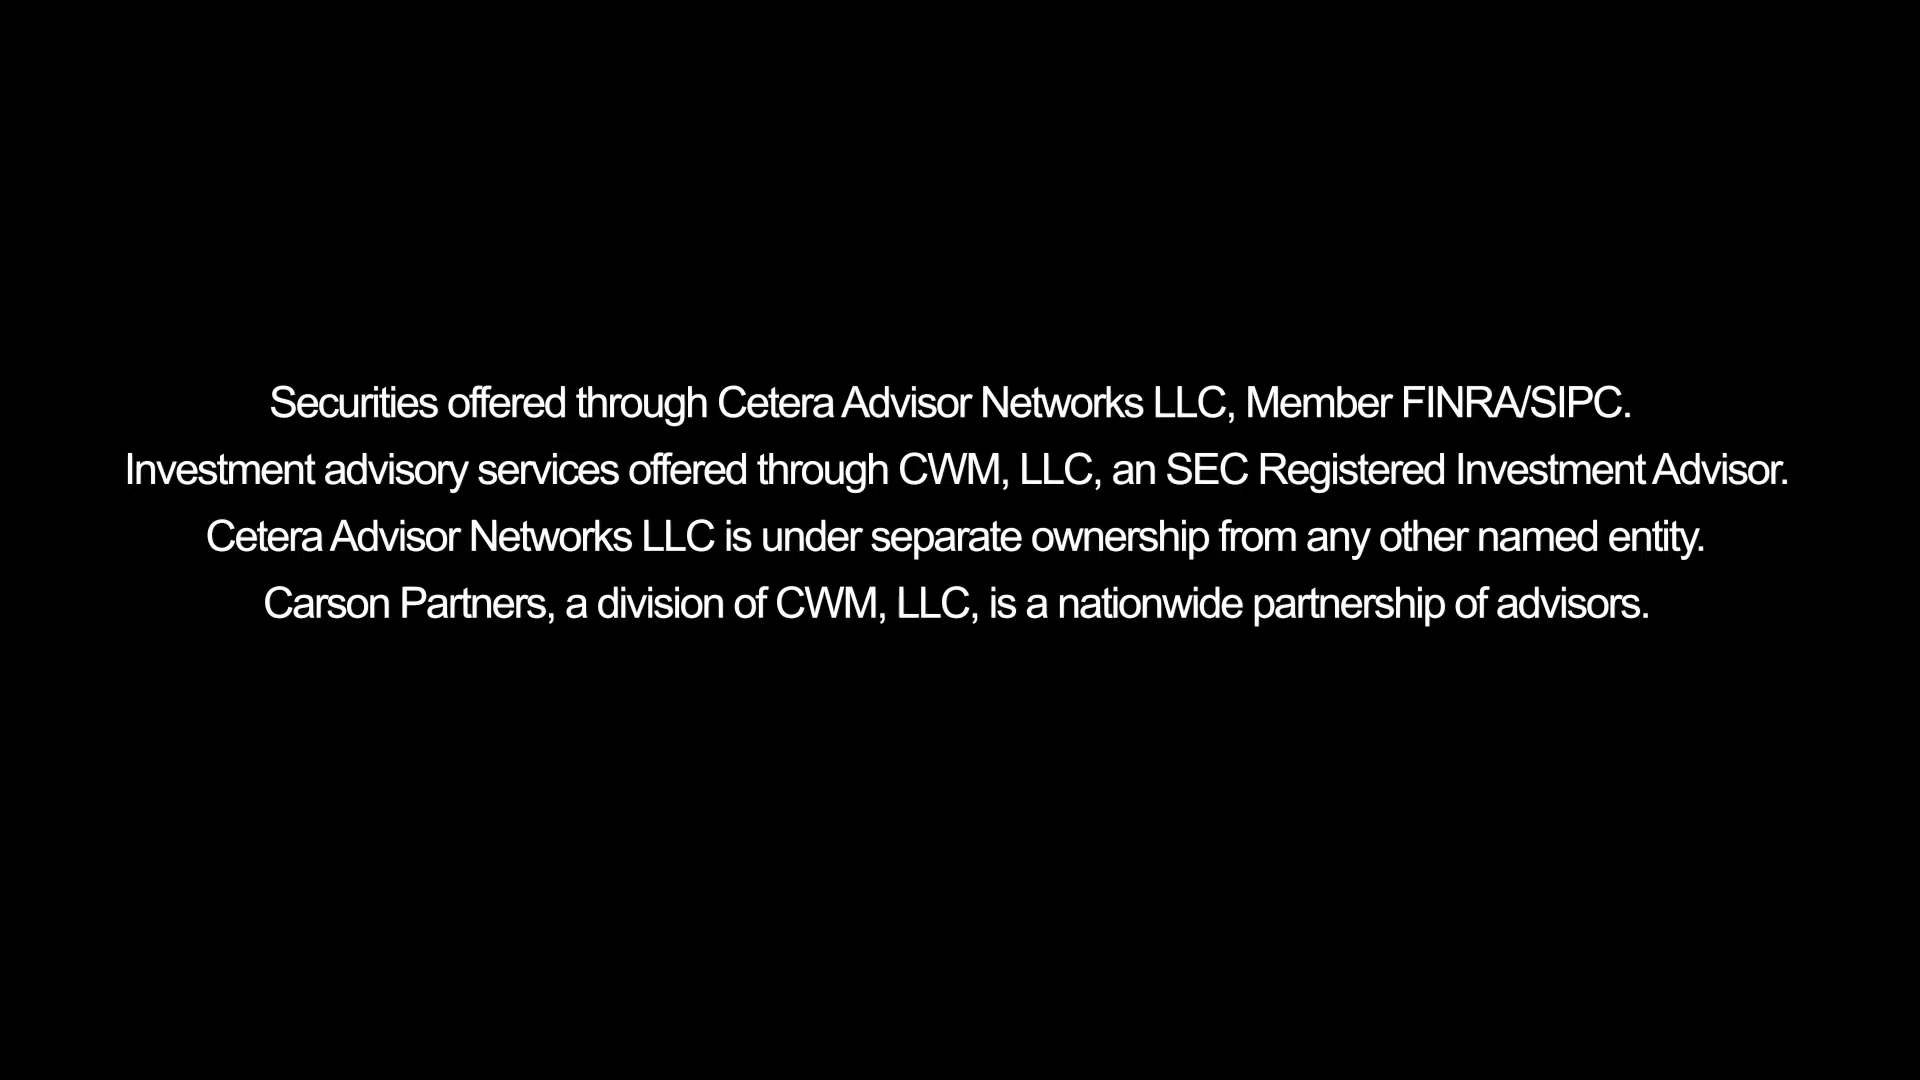 Securities offered through Cetera Advisor Networks LLC, Member FINRA/SIPC.
Investment advisory services offered through CWM, LLC, an SEC Registered Investment Advisor.
Cetera Advisor Networks LLC is under separate ownership from any other named entity.
Carson Partners, a division of CWM, LLC, is a nationwide partnership of advisors.